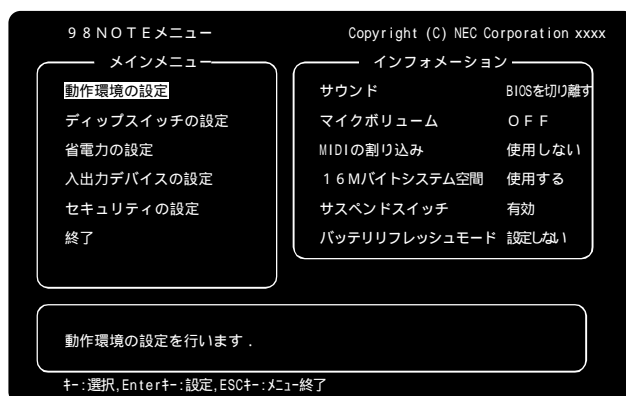 98NOTEメニュー Copyright (C) NEC Corporation xxxx
メインメニュー
動作環境の設定
ディップスイッチの設定
省電力の設定
入出力デバイスの設定
セキュリティの設定
終了
インフォメーション
サウンド BIOSを切り離す
マイクボリューム OFF
MIDIの割り込み 使用しない
16Mバイトシステム空間 使用する
サスペンドスイッチ 有効
バッテリリフレッシュモード 設定しない
動作環境の設定を行います.
キー:選択,Enterキー:設定,ESCキー:メニュー終了